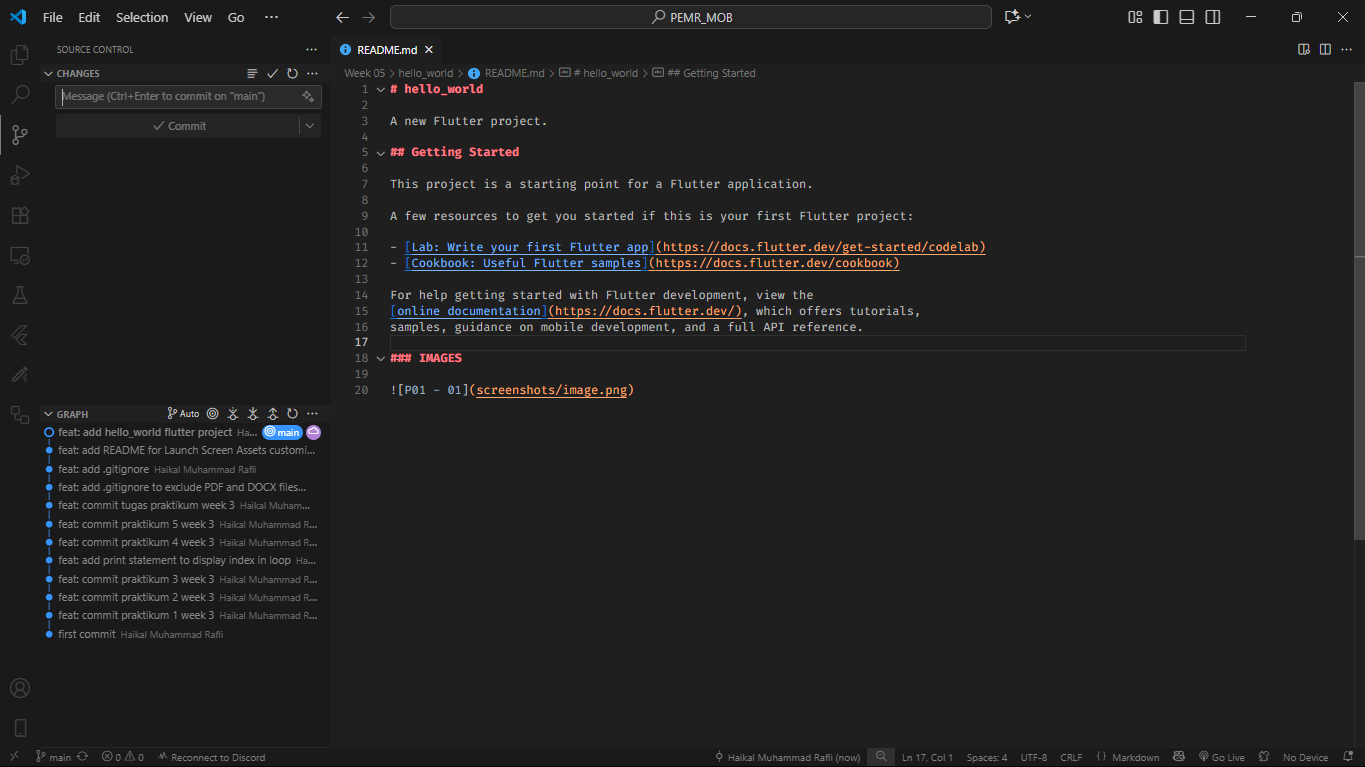 File Edit Selection View Go ···
PEMR_MOB
SOURCE CONTROL
CHANGES
Message (Ctrl+Enter to commit on "main")
Commit
GRAPH
Auto
feat: add hello_world flutter project Ha... main
feat: add README for Launch Screen Assets customi...
feat: add .gitignore Haikal Muhammad Rafli
feat: add .gitignore to exclude PDF and DOCX files...
feat: commit tugas praktikum week 3 Haikal Muham...
feat: commit praktikum 5 week 3 Haikal Muhammad R...
feat: commit praktikum 4 week 3 Haikal Muhammad R...
feat: add print statement to display index in loop Ha...
feat: commit praktikum 3 week 3 Haikal Muhammad R...
feat: commit praktikum 2 week 3 Haikal Muhammad R...
feat: commit praktikum 1 week 3 Haikal Muhammad R...
first commit Haikal Muhammad Rafli
README.md
Week 05 > hello_world > README.md > # hello_world > ## Getting Started
1 # hello_world
2
3 A new Flutter project.
4
5 ## Getting Started
6
7 This project is a starting point for a Flutter application.
8
9 A few resources to get you started if this is your first Flutter project:
10
11 - [Lab: Write your first Flutter app](https://docs.flutter.dev/get-started/codelab)
12 - [Cookbook: Useful Flutter samples](https://docs.flutter.dev/cookbook)
13
14 For help getting started with Flutter development, view the
15 [online documentation](https://docs.flutter.dev/), which offers tutorials,
16 samples, guidance on mobile development, and a full API reference.
17
18 ### IMAGES
19
20 ![P01 - 01](screenshots/image.png)
main 0 0 Reconnect to Discord Haikal Muhammad Rafli (now) Ln 17, Col 1 Spaces: 4 UTF-8 CRLF Markdown Go Live No Device